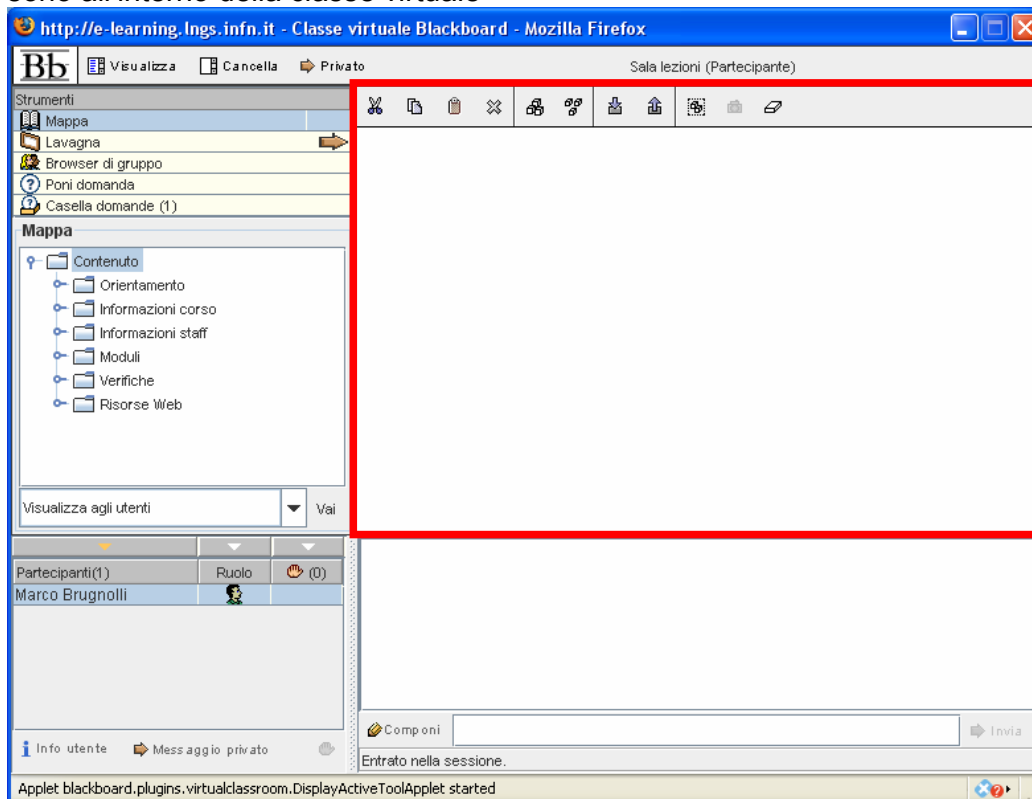 http://e-learning.lngs.infn.it - Classe virtuale Blackboard - Mozilla Firefox
Bb Visualizza Cancella Privato Sala lezioni (Partecipante)
Strumenti
Mappa
Lavagna
Browser di gruppo
Poni domanda
Casella domande (1)
Mappa
Contenuto
Orientamento
Informazioni corso
Informazioni staff
Moduli
Verifiche
Risorse Web
Visualizza agli utenti Vai
Partecipanti(1) Ruolo (0)
Marco Brugnolli
Componi Invia
Info utente Messaggio privato
Entrato nella sessione.
Applet blackboard.plugins.virtualclassroom.DisplayActiveToolApplet started